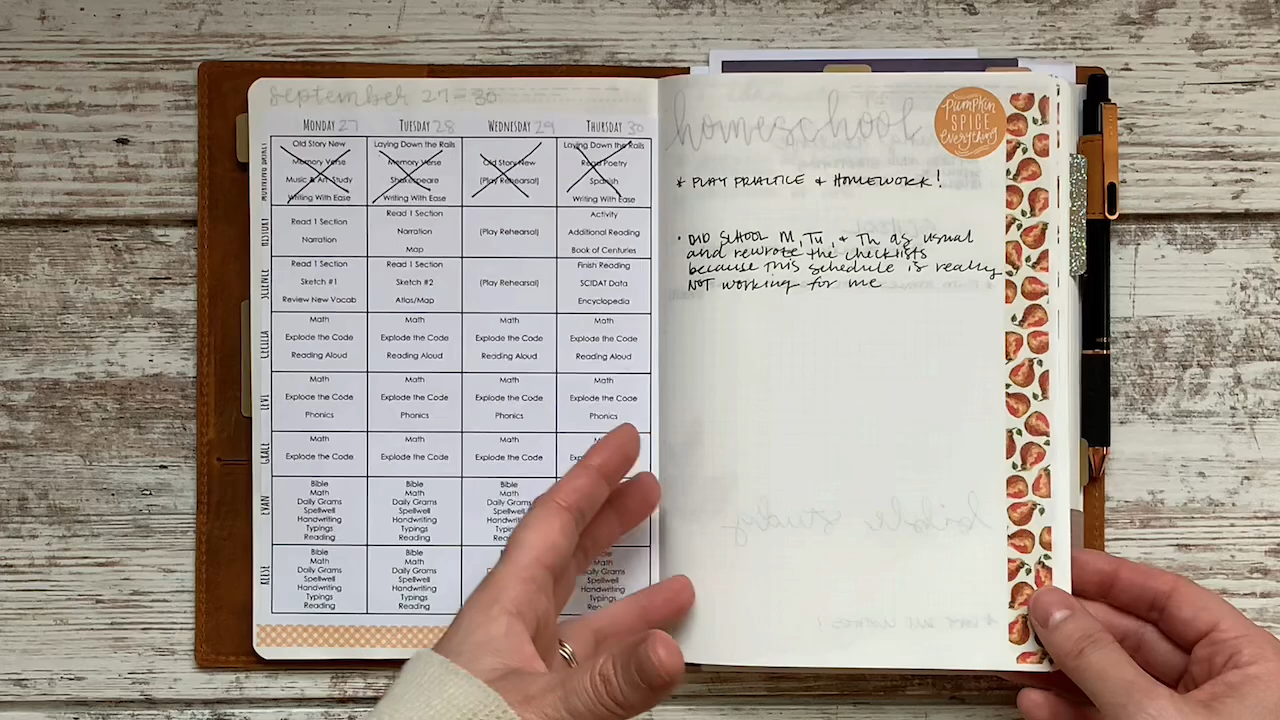 september 27-30
MONDAY 27 TUESDAY 28 WEDNESDAY 29 THURSDAY 30
Old Story New Laying Down the Rails Laying Down the Rails
Memory Verse Memory Verse Old Story New Read Poetry
Music & Art Study Shakespeare (Play Rehearsal) Spanish
Writing With Ease Writing With Ease Writing With Ease
HISTORY
Read 1 Section Read 1 Section Activity
Narration Narration (Play Rehearsal) Additional Reading
Map Book of Centuries
SCIENCE
Read 1 Section Read 1 Section Finish Reading
Sketch #1 Sketch #2 (Play Rehearsal) SCIDAT Data
Review New Vocab Atlas/Map Encyclopedia
Math Math Math Math
Explode the Code Explode the Code Explode the Code Explode the Code
Reading Aloud Reading Aloud Reading Aloud Reading Aloud
LEVI
Math Math Math Math
Explode the Code Explode the Code Explode the Code Explode the Code
Phonics Phonics Phonics Phonics
GRACE
Math Math Math
Explode the Code Explode the Code Explode the Code
EVAN
Bible Bible Bible
Math Math Math
Daily Grams Daily Grams Daily Grams
Spellwell Spellwell
Handwriting Handwriting
Typings Typings
Reading Reading
Bible Bible
Math Math Math
Daily Grams Daily Grams Daily Grams
Spellwell Spellwell Spellwell
Handwriting Handwriting Handwriting
Typings Typings Typings
Reading Reading
homeschool
PUMPKIN
SPICE
everything
* PLAY PRACTICE + HOMEWORK!
• DID SCHOOL M, Tu, + Th as usual
and rewrote the checklists
because this schedule is really
NOT working for me
bible study